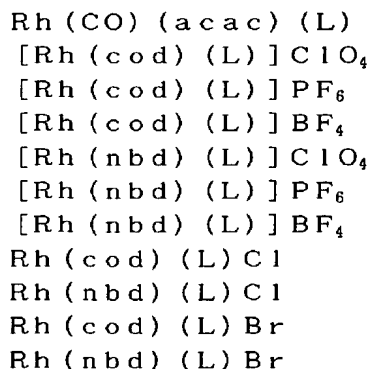 Rh(CO)(acac)(L)
[Rh(cod)(L)]ClO₄
[Rh(cod)(L)]PF₆
[Rh(cod)(L)]BF₄
[Rh(nbd)(L)]ClO₄
[Rh(nbd)(L)]PF₆
[Rh(nbd)(L)]BF₄
Rh(cod)(L)Cl
Rh(nbd)(L)Cl
Rh(cod)(L)Br
Rh(nbd)(L)Br